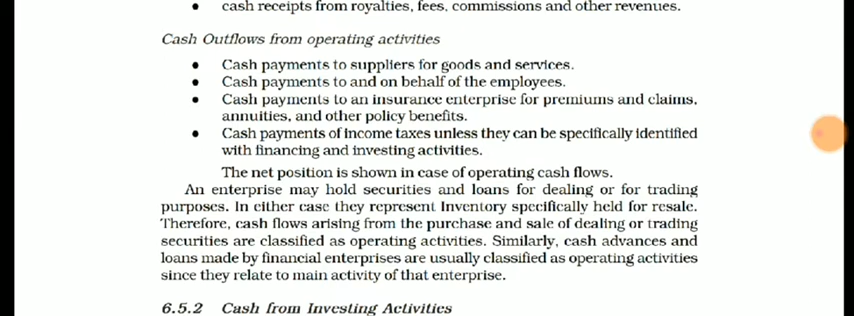 • cash receipts from royalties, fees, commissions and other revenues.
Cash Outflows from operating activities
• Cash payments to suppliers for goods and services.
• Cash payments to and on behalf of the employees.
• Cash payments to an insurance enterprise for premiums and claims,
annuities, and other policy benefits.
• Cash payments of income taxes unless they can be specifically identified
with financing and investing activities.
The net position is shown in case of operating cash flows.
An enterprise may hold securities and loans for dealing or for trading
purposes. In either case they represent Inventory specifically held for resale.
Therefore, cash flows arising from the purchase and sale of dealing or trading
securities are classified as operating activities. Similarly, cash advances and
loans made by financial enterprises are usually classified as operating activities
since they relate to main activity of that enterprise.
6.5.2 Cash from Investing Activities